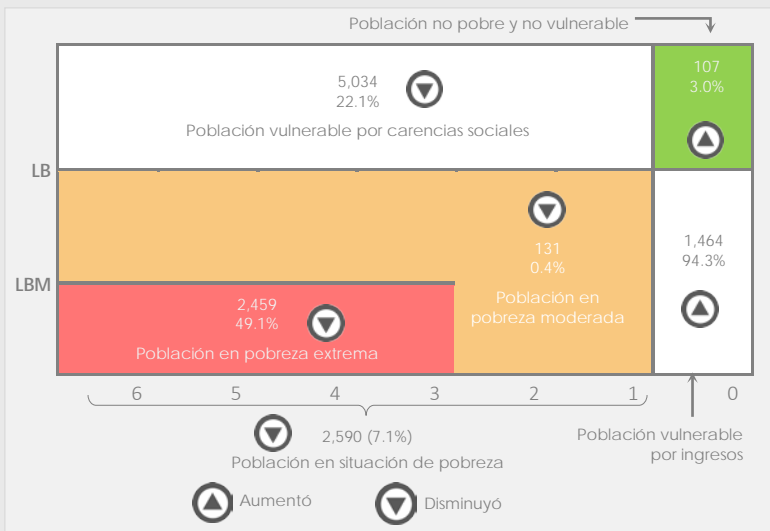 Población no pobre y no vulnerable
5,034
22.1%
Población vulnerable por carencias sociales
107
3.0%
LB
131
0.4%
Población en
pobreza moderada
1,464
94.3%
LBM
2,459
49.1%
Población en pobreza extrema
6 5 4 3 2 1 0
2,590 (7.1%)
Población en situación de pobreza
Población vulnerable
por ingresos
Aumentó Disminuyó